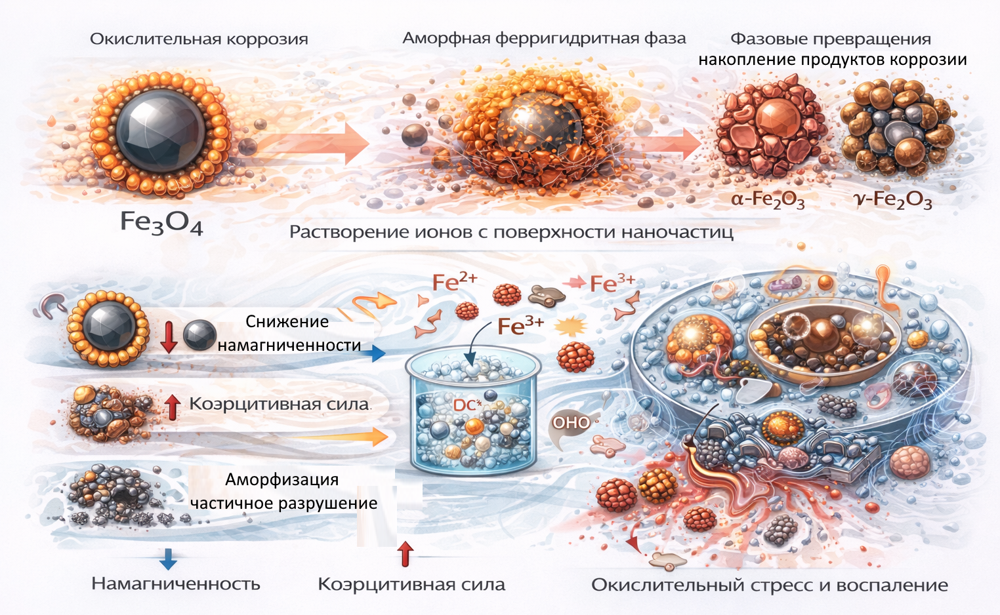 Окислительная коррозия
Аморфная ферригидритная фаза
Фазовые превращения
накопление продуктов коррозии
Fe₃O₄
α-Fe₂O₃
γ-Fe₂O₃
Растворение ионов с поверхности наночастиц
Fe²⁺
Fe³⁺
Fe³⁺
Снижение
намагниченности
Коэрцитивная сила
DC*
OHO
Аморфизация
частичное разрушение
Намагниченность
Коэрцитивная сила
Окислительный стресс и воспаление